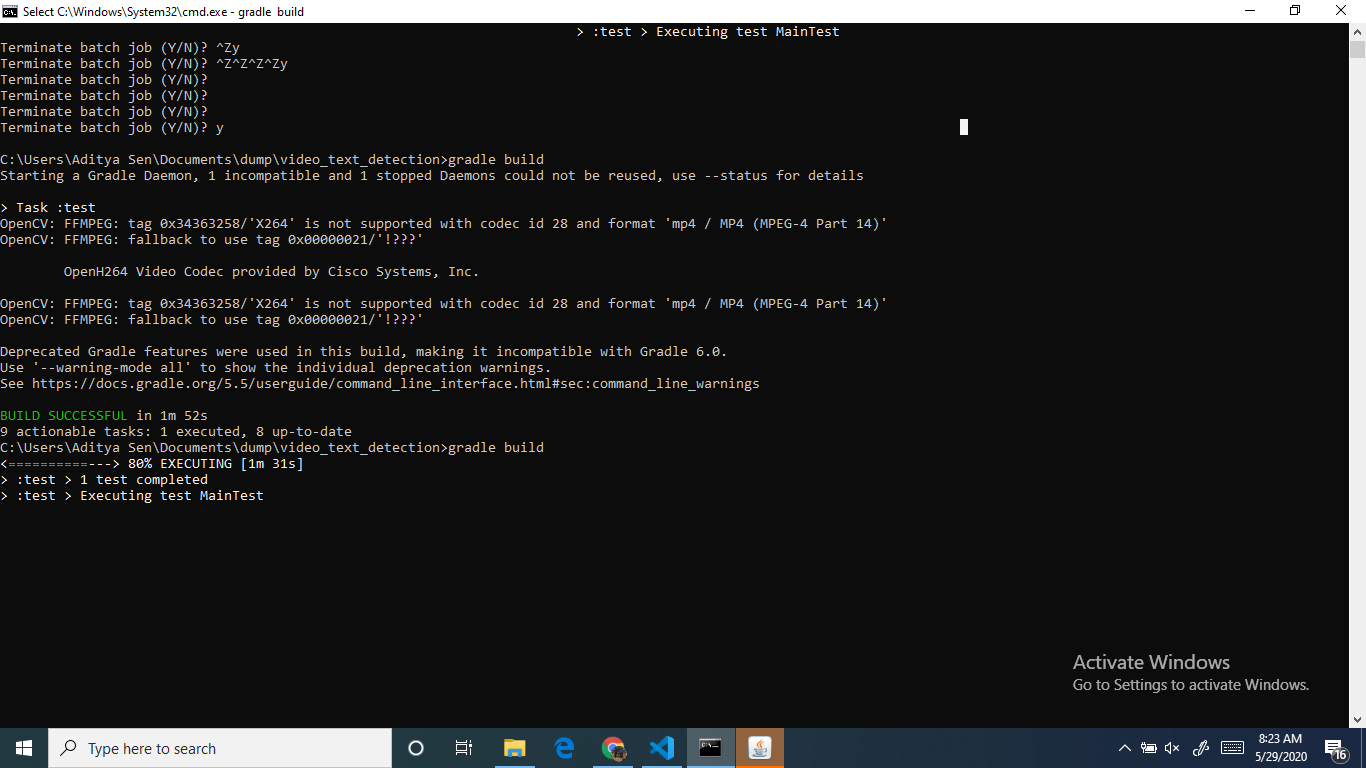 Select C:\Windows\System32\cmd.exe - gradle build
> :test > Executing test MainTest
Terminate batch job (Y/N)? ^Zy
Terminate batch job (Y/N)? ^Z^Z^Z^Zy
Terminate batch job (Y/N)?
Terminate batch job (Y/N)?
Terminate batch job (Y/N)?
Terminate batch job (Y/N)? y
C:\Users\Aditya Sen\Documents\dump\video_text_detection>gradle build
Starting a Gradle Daemon, 1 incompatible and 1 stopped Daemons could not be reused, use --status for details
> Task :test
OpenCV: FFMPEG: tag 0x34363258/'X264' is not supported with codec id 28 and format 'mp4 / MP4 (MPEG-4 Part 14)'
OpenCV: FFMPEG: fallback to use tag 0x00000021/'!???'
OpenH264 Video Codec provided by Cisco Systems, Inc.
OpenCV: FFMPEG: tag 0x34363258/'X264' is not supported with codec id 28 and format 'mp4 / MP4 (MPEG-4 Part 14)'
OpenCV: FFMPEG: fallback to use tag 0x00000021/'!???'
Deprecated Gradle features were used in this build, making it incompatible with Gradle 6.0.
Use '--warning-mode all' to show the individual deprecation warnings.
See https://docs.gradle.org/5.5/userguide/command_line_interface.html#sec:command_line_warnings
BUILD SUCCESSFUL in 1m 52s
9 actionable tasks: 1 executed, 8 up-to-date
C:\Users\Aditya Sen\Documents\dump\video_text_detection>gradle build
<==========---> 80% EXECUTING [1m 31s]
> :test > 1 test completed
> :test > Executing test MainTest
Activate Windows
Go to Settings to activate Windows.
Type here to search
8:23 AM
5/29/2020
16